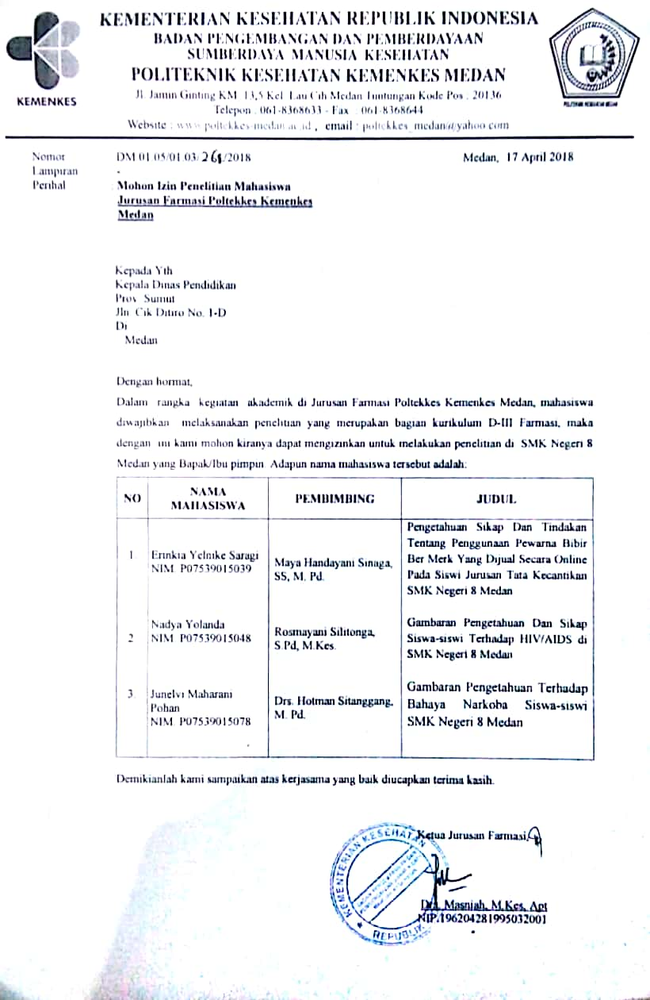 KEMENTERIAN KESEHATAN REPUBLIK INDONESIA
BADAN PENGEMBANGAN DAN PEMBERDAYAAN
SUMBERDAYA MANUSIA KESEHATAN
POLITEKNIK KESEHATAN KEMENKES MEDAN
KEMENKES
Jl. Jamin Ginting KM. 13,5 Kel. Lau Cih Medan Tuntungan Kode Pos : 20136
Telepon : 061-8368633 - Fax : 061-8368644
Website : www.poltekkes-medan.ac.id , email : poltekkes_medan@yahoo.com
Nomor DM.01.05/01.03/268/2018 Medan, 17 April 2018
Lampiran -
Perihal Mohon Izin Penelitian Mahasiswa
Jurusan Farmasi Poltekkes Kemenkes
Medan
Kepada Yth
Kepala Dinas Pendidikan
Prov. Sumut
Jln. Cik Ditiro No. 1-D
Di
Medan
Dengan hormat,
Dalam rangka kegiatan akademik di Jurusan Farmasi Poltekkes Kemenkes Medan, mahasiswa
diwajibkan melaksanakan penelitian yang merupakan bagian kurikulum D-III Farmasi, maka
dengan ini kami mohon kiranya dapat mengizinkan untuk melakukan penelitian di SMK Negeri 8
Medan yang Bapak/Ibu pimpin. Adapun nama mahasiswa tersebut adalah:
NO NAMA MAHASISWA PEMBIMBING JUDUL
1. Erinkia Yelnike Saragi
NIM. P07539015039
Maya Handayani Sinaga,
SS, M. Pd.
Pengetahuan Sikap Dan Tindakan
Tentang Penggunaan Pewarna Bibir
Ber Merk Yang Dijual Secara Online
Pada Siswi Jurusan Tata Kecantikan
SMK Negeri 8 Medan
2. Nadya Yolanda
NIM. P07539015048
Rosmayani Silitonga,
S.Pd, M.Kes.
Gambaran Pengetahuan Dan Sikap
Siswa-siswi Terhadap HIV/AIDS di
SMK Negeri 8 Medan
3. Junelvi Maharani
Pohan
NIM. P07539015078
Drs. Hotman Sitanggang,
M. Pd.
Gambaran Pengetahuan Terhadap
Bahaya Narkoba Siswa-siswi
SMK Negeri 8 Medan
Demikianlah kami sampaikan atas kerjasama yang baik diucapkan terima kasih.
Ketua Jurusan Farmasi,
KEMENTERIAN KESEHATAN
REPUBLIK
Dra. Masniah, M.Kes, Apt
NIP.196204281995032001